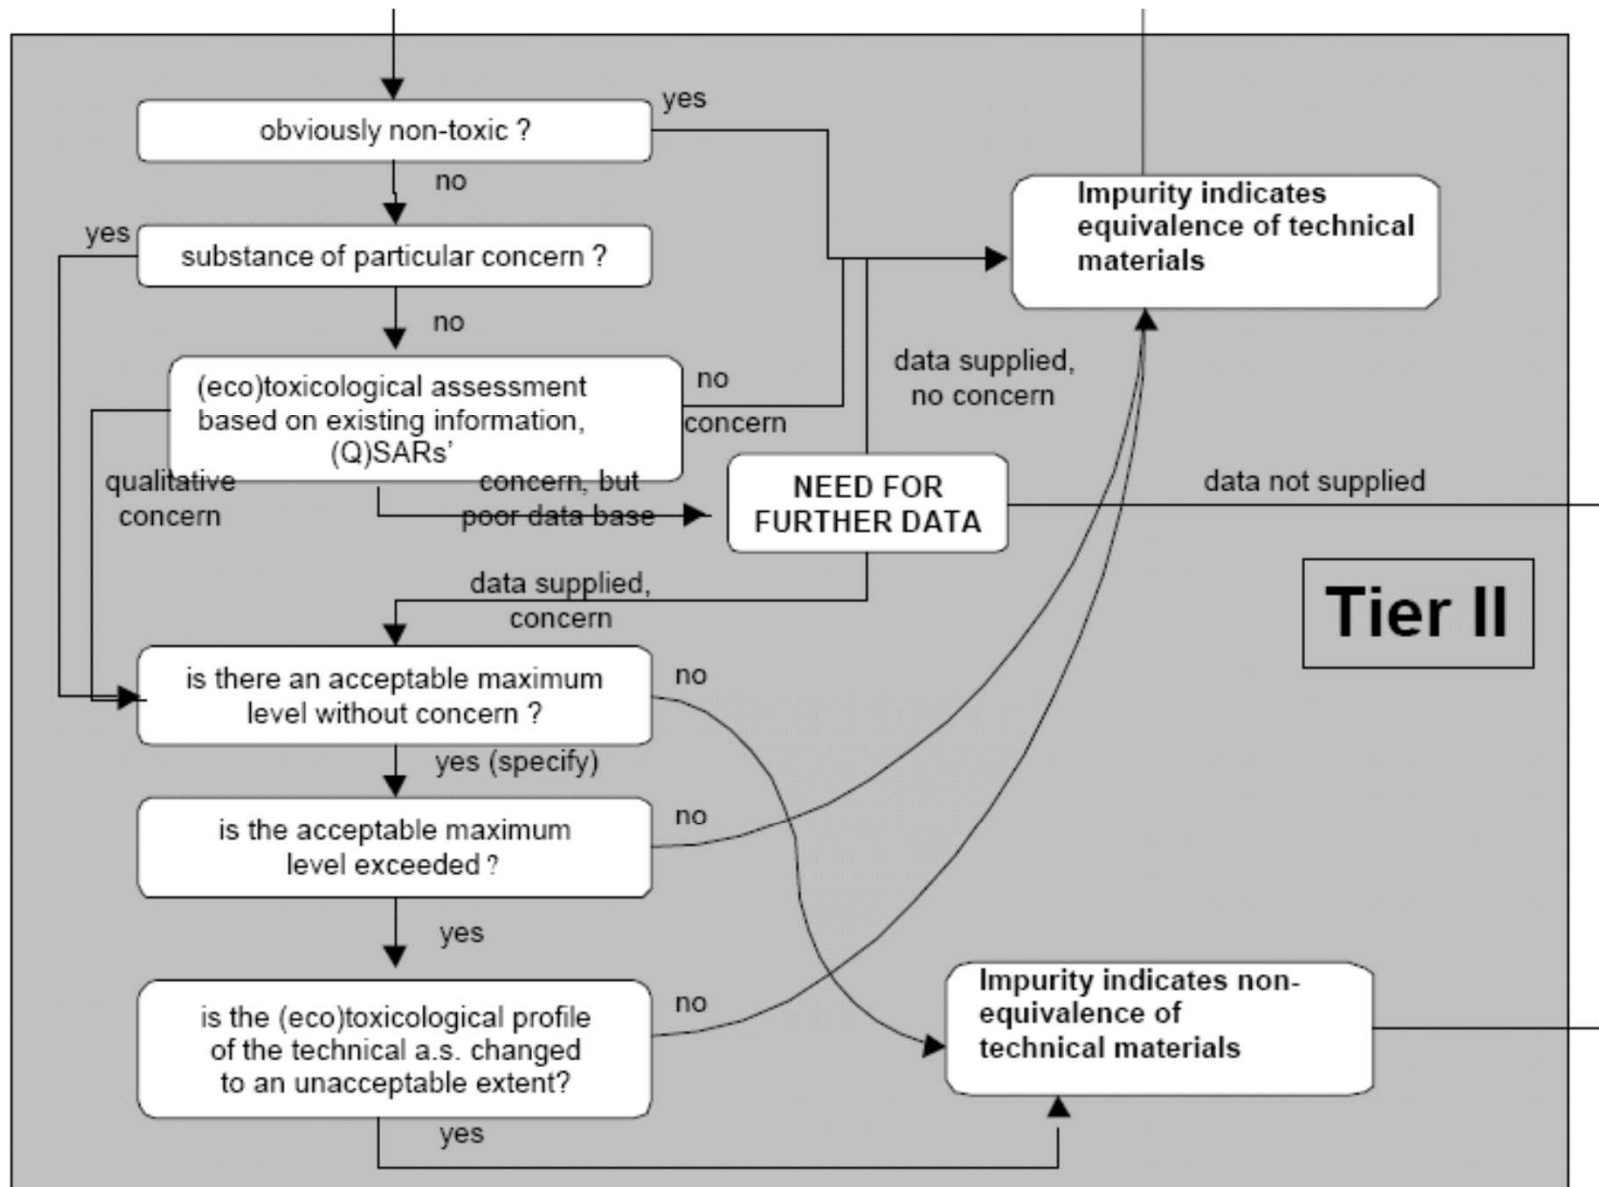 yes
obviously non-toxic ?
no
Impurity indicates
equivalence of technical
materials
yes
substance of particular concern ?
no
(eco)toxicological assessment
based on existing information,
(Q)SARs'
no
concern
data supplied,
no concern
qualitative
concern
concern, but
poor data base
NEED FOR
FURTHER DATA
data not supplied
data supplied,
concern
Tier II
is there an acceptable maximum
level without concern ?
no
yes (specify)
is the acceptable maximum
level exceeded ?
no
yes
is the (eco)toxicological profile
of the technical a.s. changed
to an unacceptable extent?
no
Impurity indicates non-
equivalence of
technical materials
yes